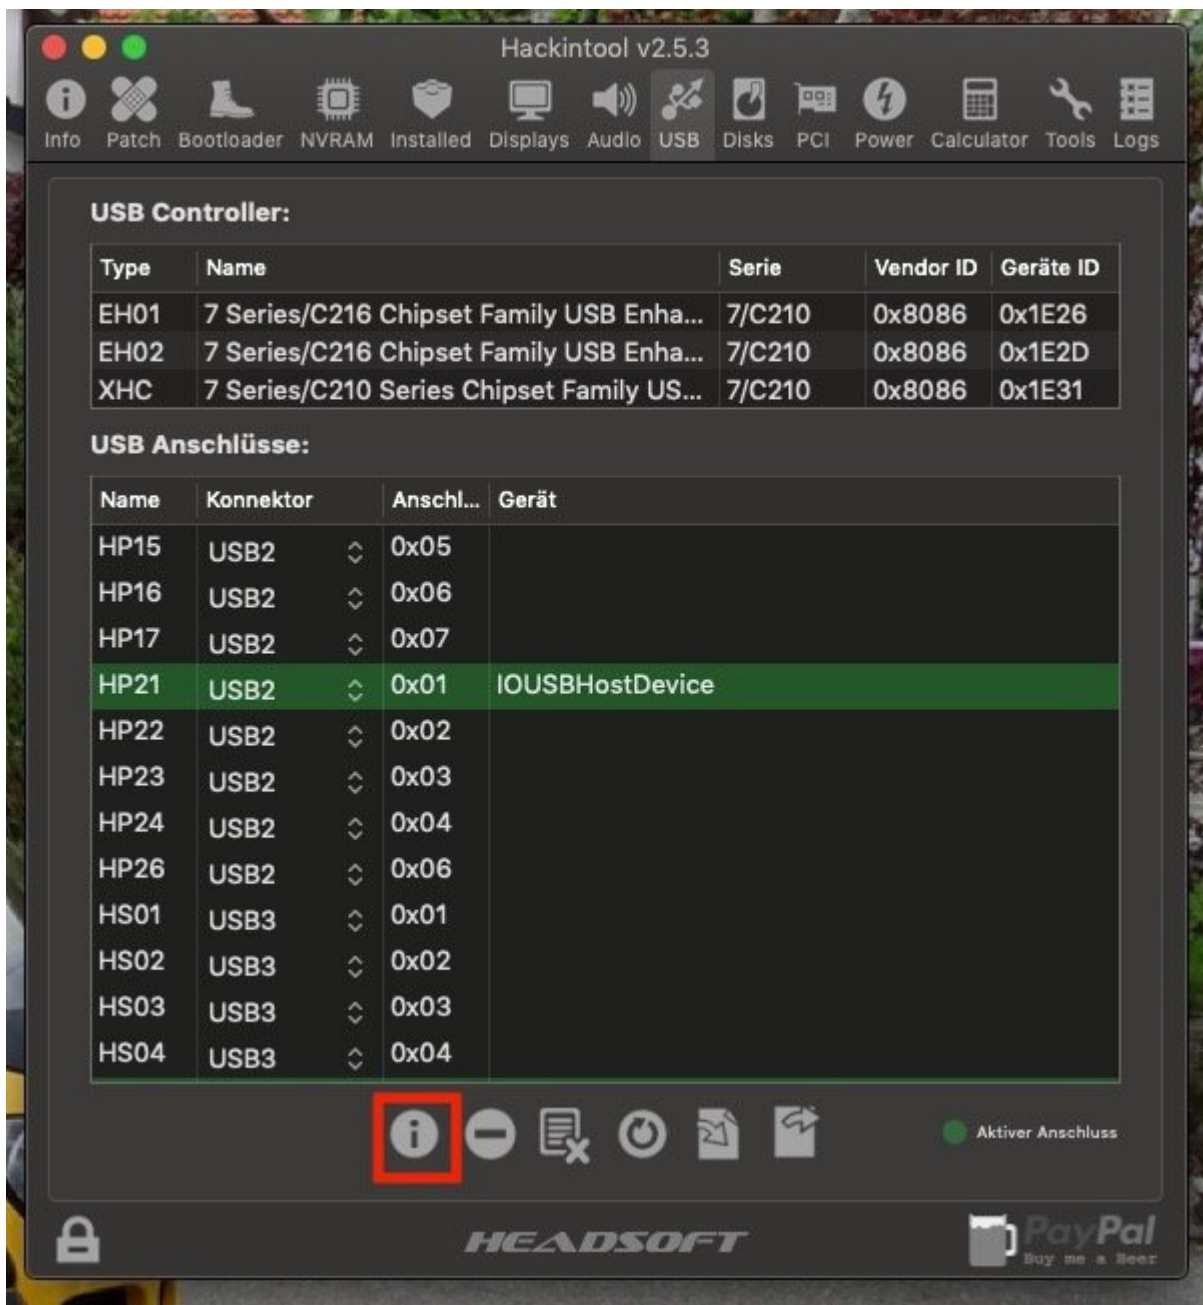 Hackintool v2.5.3
Info Patch Bootloader NVRAM Installed Displays Audio USB Disks PCI Power Calculator Tools Logs
USB Controller:
Type Name Serie Vendor ID Geräte ID
EH01 7 Series/C216 Chipset Family USB Enha... 7/C210 0x8086 0x1E26
EH02 7 Series/C216 Chipset Family USB Enha... 7/C210 0x8086 0x1E2D
XHC 7 Series/C210 Series Chipset Family US... 7/C210 0x8086 0x1E31
USB Anschlüsse:
Name Konnektor Anschl... Gerät
HP15 USB2 0x05
HP16 USB2 0x06
HP17 USB2 0x07
HP21 USB2 0x01 IOUSBHostDevice
HP22 USB2 0x02
HP23 USB2 0x03
HP24 USB2 0x04
HP26 USB2 0x06
HS01 USB3 0x01
HS02 USB3 0x02
HS03 USB3 0x03
HS04 USB3 0x04
Aktiver Anschluss
HEADSOFT
PayPal
Buy me a Beer